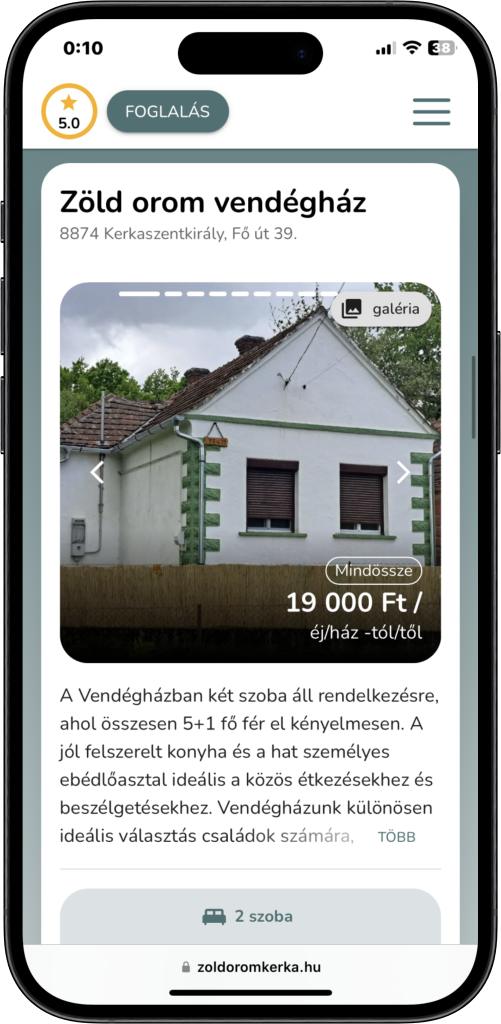 0:10
38
5.0
FOGLALÁS
Zöld orom vendégház
8874 Kerkaszentkirály, Fő út 39.
galéria
Mindössze
19 000 Ft /
éj/ház -tól/től
A Vendégházban két szoba áll rendelkezésre,
ahol összesen 5+1 fő fér el kényelmesen. A
jól felszerelt konyha és a hat személyes
ebédlőasztal ideális a közös étkezésekhez és
beszélgetésekhez. Vendégházunk különösen
ideális választás családok számára, TÖBB
2 szoba
zoldoromkerka.hu